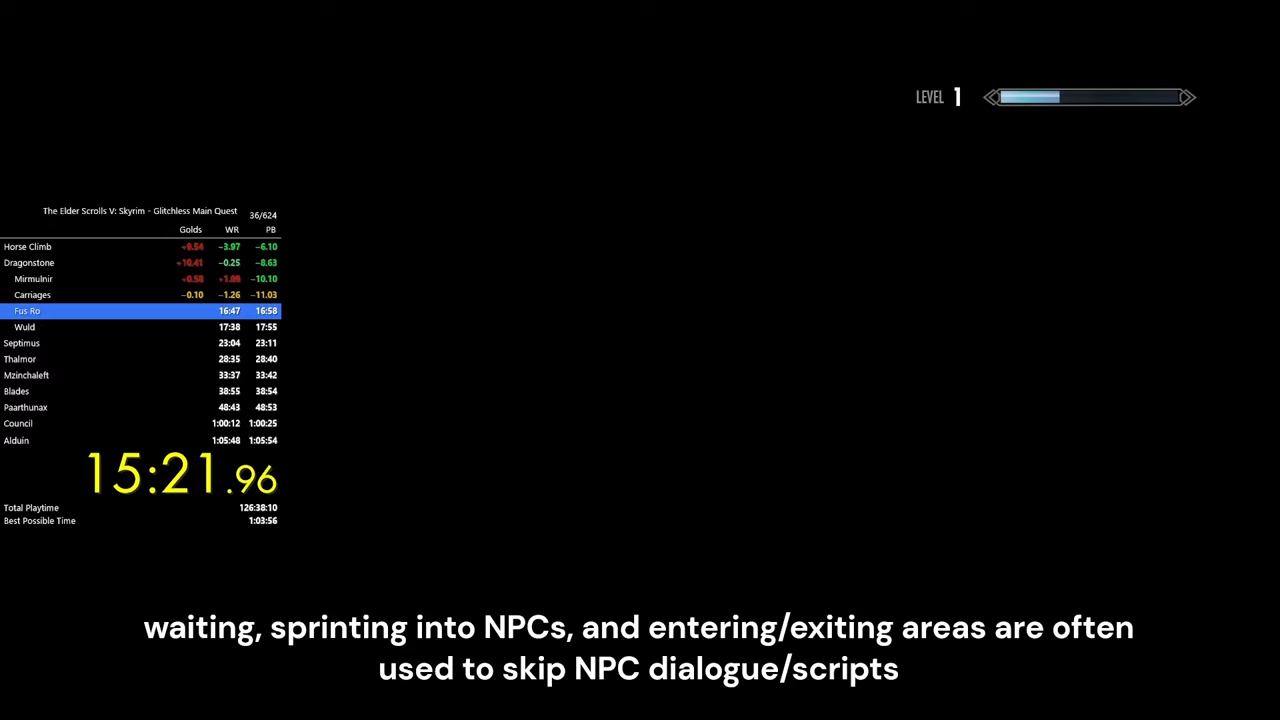 LEVEL 1
The Elder Scrolls V: Skyrim - Glitchless Main Quest 36/624
Golds WR PB
Horse Climb +9.54 −3.97 −6.10
Dragonstone +10.41 −0.25 −8.63
Mirmulnir +0.58 −10.10
Carriages −0.10 −1.26 −11.03
Fus Ro 16:47 16:58
Wuld 17:38 17:55
Septimus 23:04 23:11
Thalmor 28:35 28:40
Mzinchaleft 33:37 33:42
Blades 38:55 38:54
Paarthunax 48:43 48:53
Council 1:00:12 1:00:25
Alduin 1:05:48 1:05:54
15:21.96
Total Playtime 126:38:10
Best Possible Time 1:03:56
waiting, sprinting into NPCs, and entering/exiting areas are often
used to skip NPC dialogue/scripts